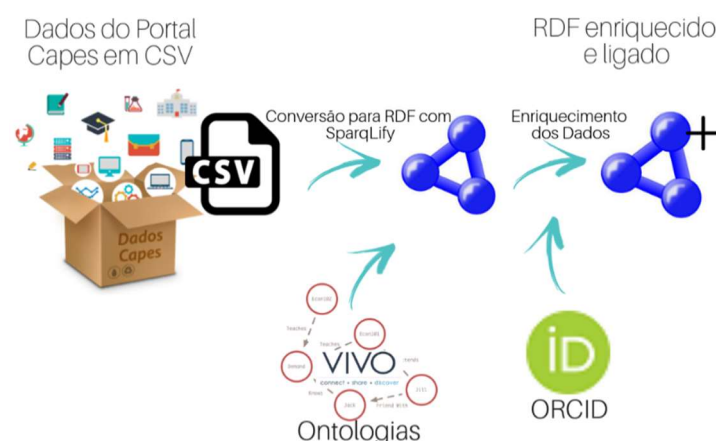 Dados do Portal
Capes em CSV
RDF enriquecido
e ligado
Conversão para RDF com
SparqLify
Enriquecimento
dos Dados
CSV
Dados
Capes
VIVO
connect • share • discover
iD
ORCID
Ontologias